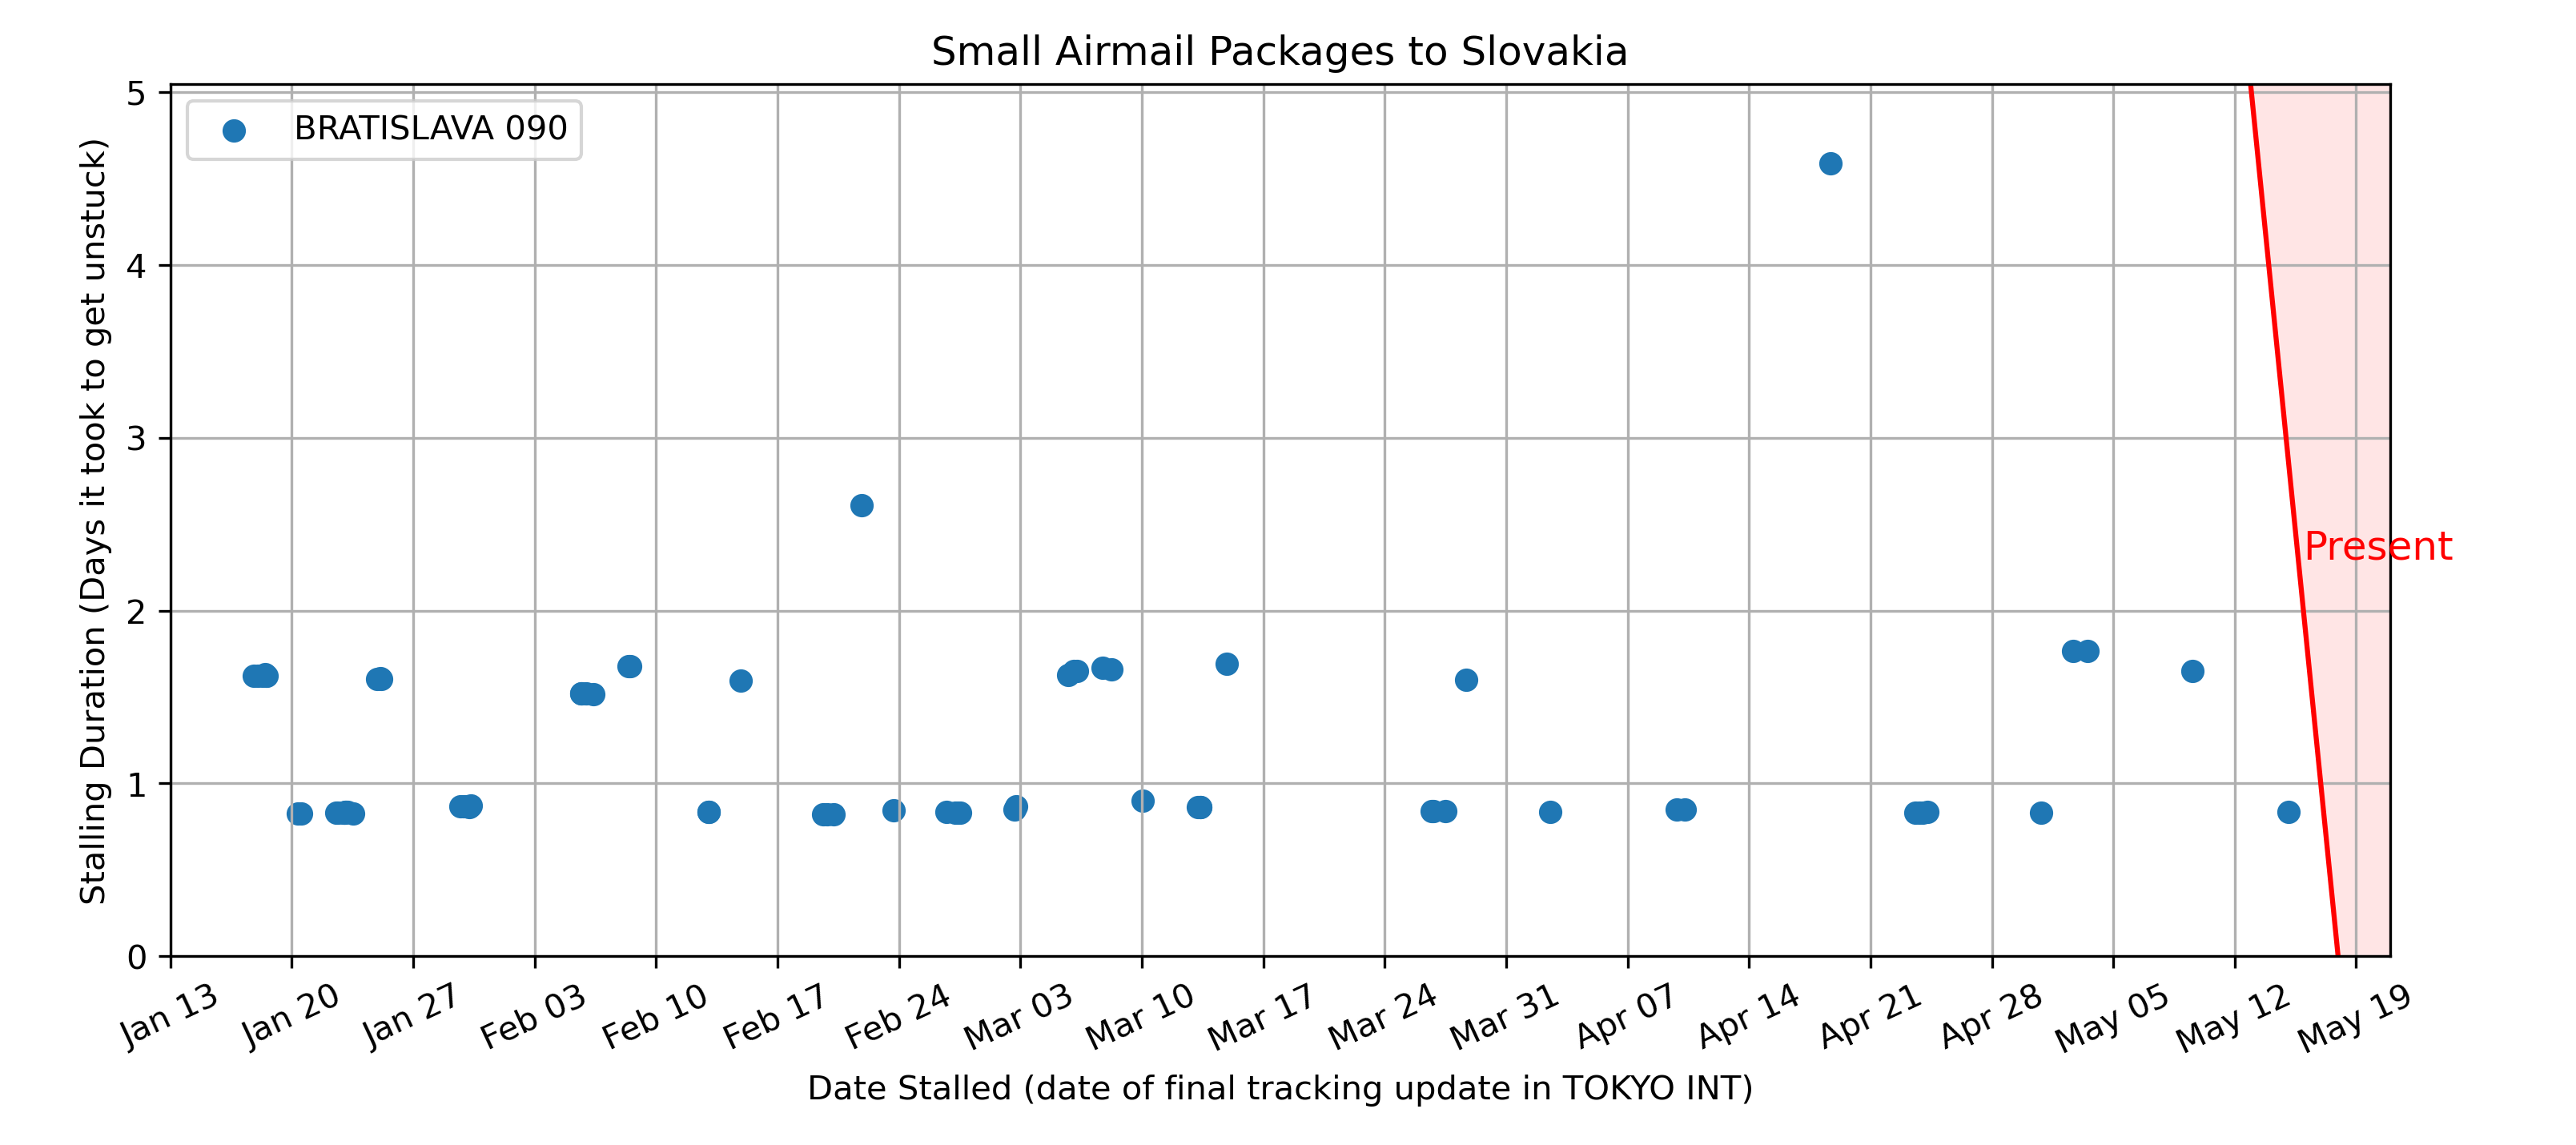 Small Airmail Packages to Slovakia
BRATISLAVA 090
Stalling Duration (Days it took to get unstuck)
5
4
3
2
1
0
Present
Jan 13
Jan 20
Jan 27
Feb 03
Feb 10
Feb 17
Feb 24
Mar 03
Mar 10
Mar 17
Mar 24
Mar 31
Apr 07
Apr 14
Apr 21
Apr 28
May 05
May 12
May 19
Date Stalled (date of final tracking update in TOKYO INT)